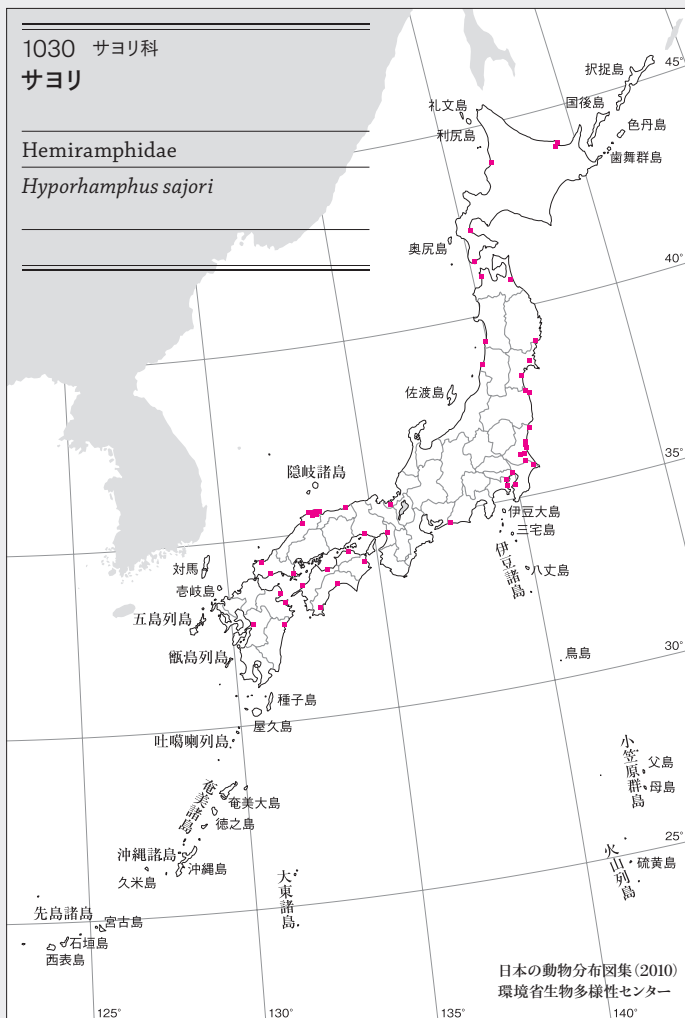 1030 サヨリ科
サヨリ
Hemiramphidae
Hyporhamphus sajori
45°
択捉島
国後島
礼文島
色丹島
利尻島
歯舞群島
奥尻島
40°
佐渡島
35°
隠岐諸島
伊豆大島
三宅島
伊豆諸島
八丈島
対馬
壱岐島
五島列島
甑島列島
鳥島
30°
種子島
屋久島
吐噶喇列島
小笠原群島
父島
母島
奄美諸島
奄美大島
徳之島
25°
沖縄諸島
沖縄島
久米島
火山列島
硫黄島
大東諸島
先島諸島
宮古島
石垣島
西表島
日本の動物分布図集(2010)
環境省生物多様性センター
125°
130°
135°
140°